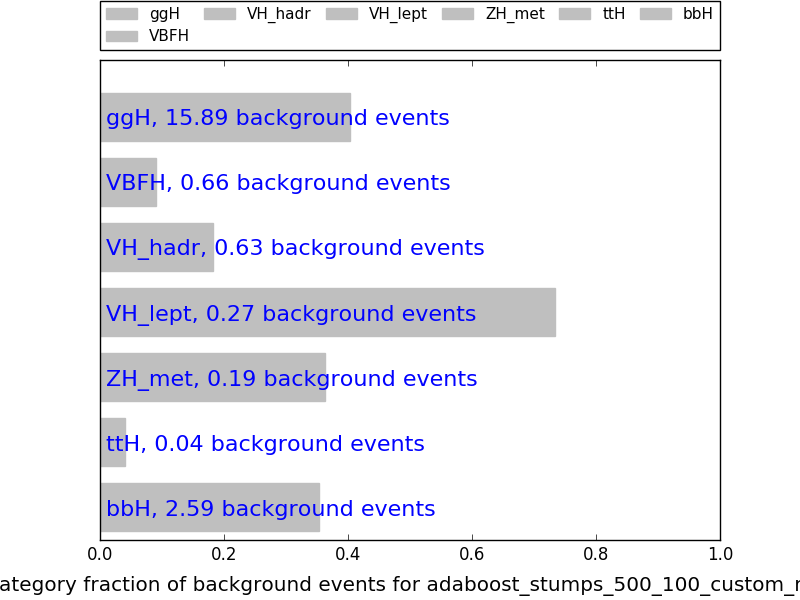 ggH VH_hadr VH_lept ZH_met ttH bbH
VBFH
ggH, 15.89 background events
VBFH, 0.66 background events
VH_hadr, 0.63 background events
VH_lept, 0.27 background events
ZH_met, 0.19 background events
ttH, 0.04 background events
bbH, 2.59 background events
0.0 0.2 0.4 0.6 0.8 1.0
ategory fraction of background events for adaboost_stumps_500_100_custom_